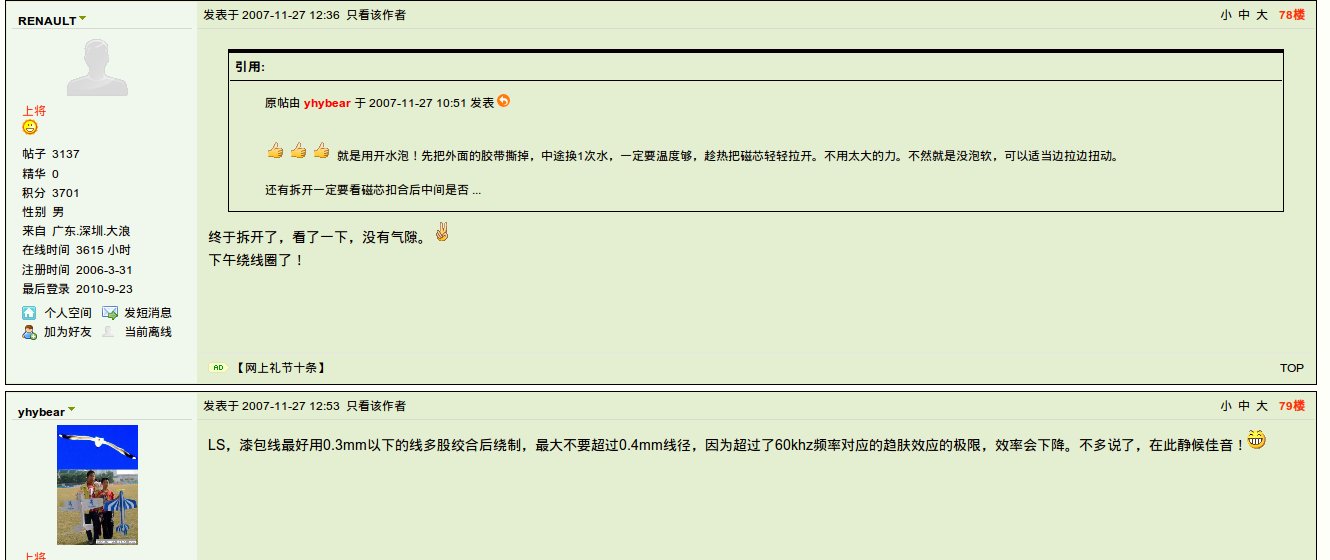 RENAULT
发表于 2007-11-27 12:36 只看该作者
小 中 大 78楼
引用:
原帖由 yhybear 于 2007-11-27 10:51 发表
就是用开水泡！先把外面的胶带撕掉，中途换1次水，一定要温度够，趁热把磁芯轻轻拉开。不用太大的力。不然就是没泡软，可以适当边拉边扭动。
还有拆开一定要看磁芯扣合后中间是否 ...
终于拆开了，看了一下，没有气隙。
下午绕线圈了！
上将
帖子 3137
精华 0
积分 3701
性别 男
来自 广东.深圳.大浪
在线时间 3615 小时
注册时间 2006-3-31
最后登录 2010-9-23
个人空间 发短消息
加为好友 当前离线
AD 【网上礼节十条】
TOP
yhybear
发表于 2007-11-27 12:53 只看该作者
小 中 大 79楼
LS，漆包线最好用0.3mm以下的线多股绞合后绕制，最大不要超过0.4mm线径，因为超过了60khz频率对应的趋肤效应的极限，效率会下降。不多说了，在此静候佳音！
上将